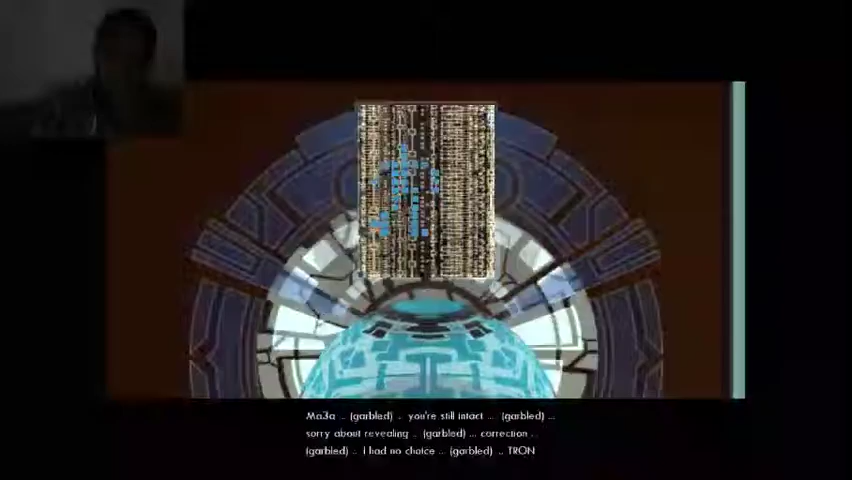 Ma3a .. (garbled) .. you're still intact ... (garbled) ...
sorry about revealing .. (garbled) ... correction ..
(garbled) .. I had no choice .. (garbled) .. TRON